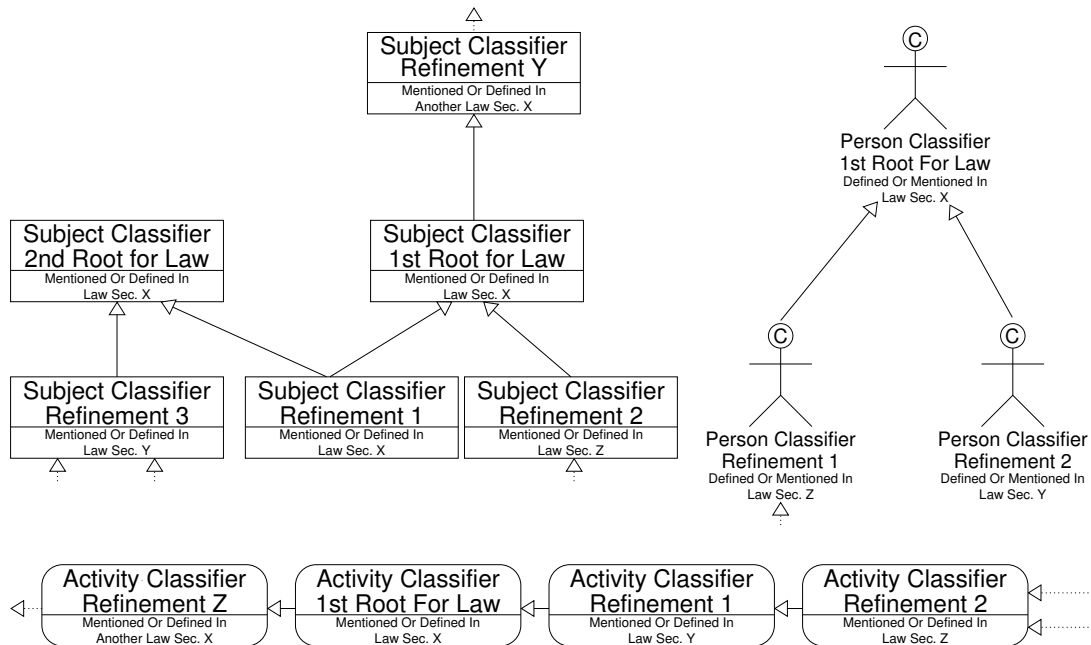 Subject Classifier
Refinement Y
Mentioned Or Defined In
Another Law Sec. X
C
Person Classifier
1st Root For Law
Defined Or Mentioned In
Law Sec. X
Subject Classifier
2nd Root for Law
Mentioned Or Defined In
Law Sec. X
Subject Classifier
1st Root for Law
Mentioned Or Defined In
Law Sec. X
Subject Classifier
Refinement 3
Mentioned Or Defined In
Law Sec. Y
Subject Classifier
Refinement 1
Mentioned Or Defined In
Law Sec. X
Subject Classifier
Refinement 2
Mentioned Or Defined In
Law Sec. Z
C
Person Classifier
Refinement 1
Defined Or Mentioned In
Law Sec. Z
C
Person Classifier
Refinement 2
Defined Or Mentioned In
Law Sec. Y
Activity Classifier
Refinement Z
Mentioned Or Defined In
Another Law Sec. X
Activity Classifier
1st Root For Law
Mentioned Or Defined In
Law Sec. X
Activity Classifier
Refinement 1
Mentioned Or Defined In
Law Sec. Y
Activity Classifier
Refinement 2
Mentioned Or Defined In
Law Sec. Z